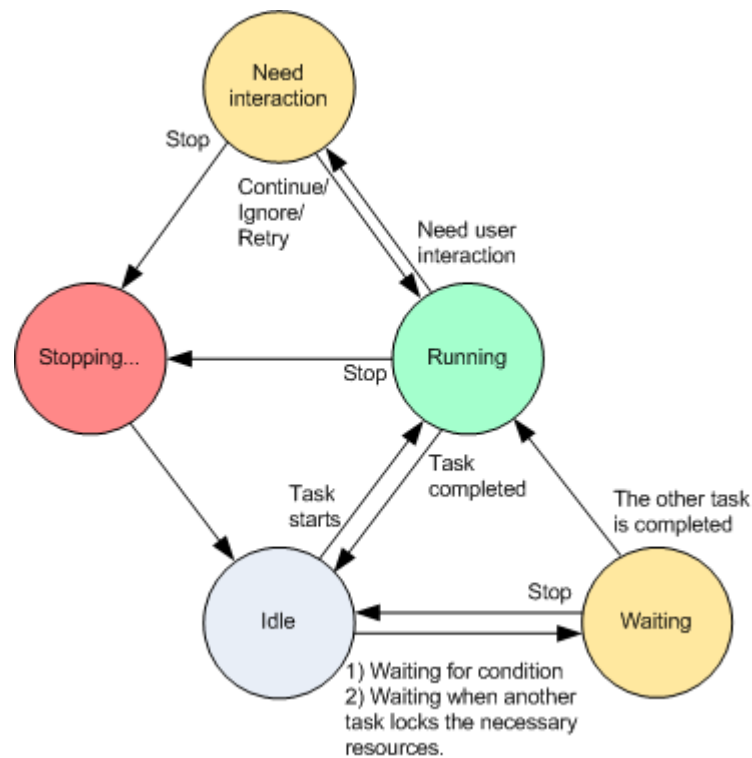 Need
interaction
Stop
Continue/
Ignore/
Retry
Need user
interaction
Stopping...
Running
Stop
Task
completed
Task
starts
The other task
is completed
Stop
Idle
Waiting
1) Waiting for condition
2) Waiting when another
task locks the necessary
resources.